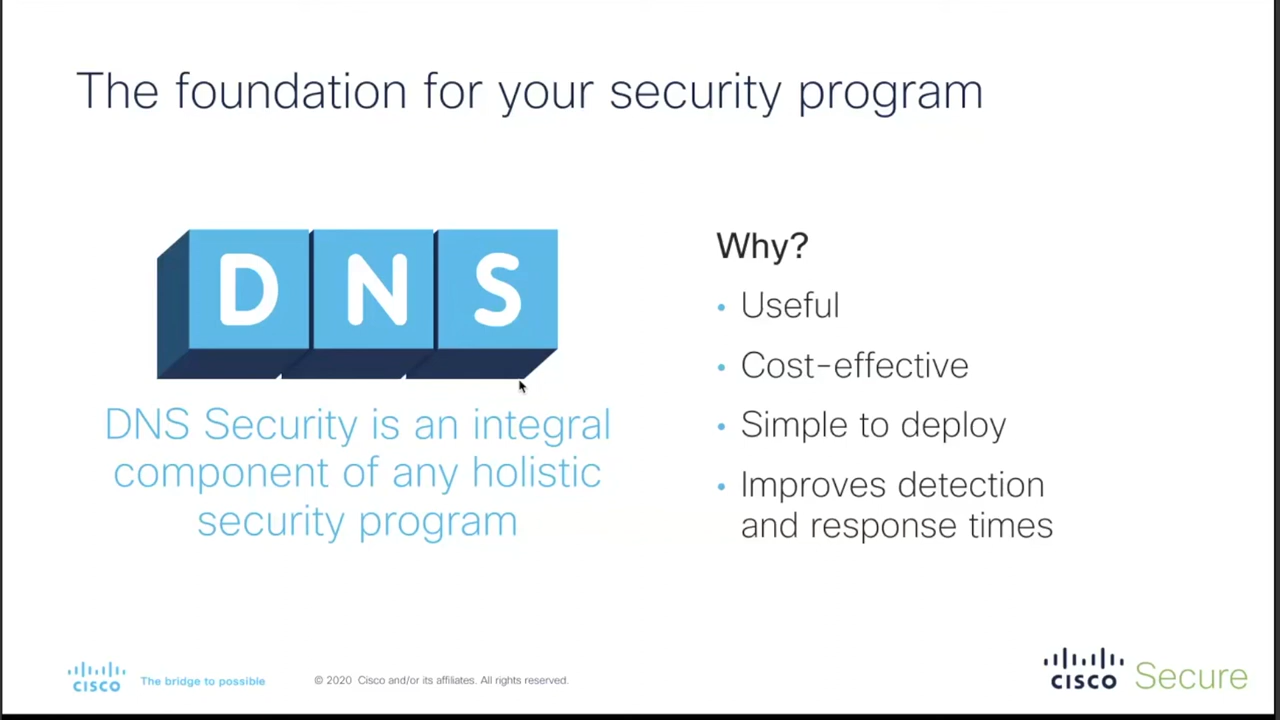 The foundation for your security program
DNS
DNS Security is an integral
component of any holistic
security program
Why?
• Useful
• Cost-effective
• Simple to deploy
• Improves detection
and response times
CISCO The bridge to possible
© 2020 Cisco and/or its affiliates. All rights reserved.
CISCO Secure